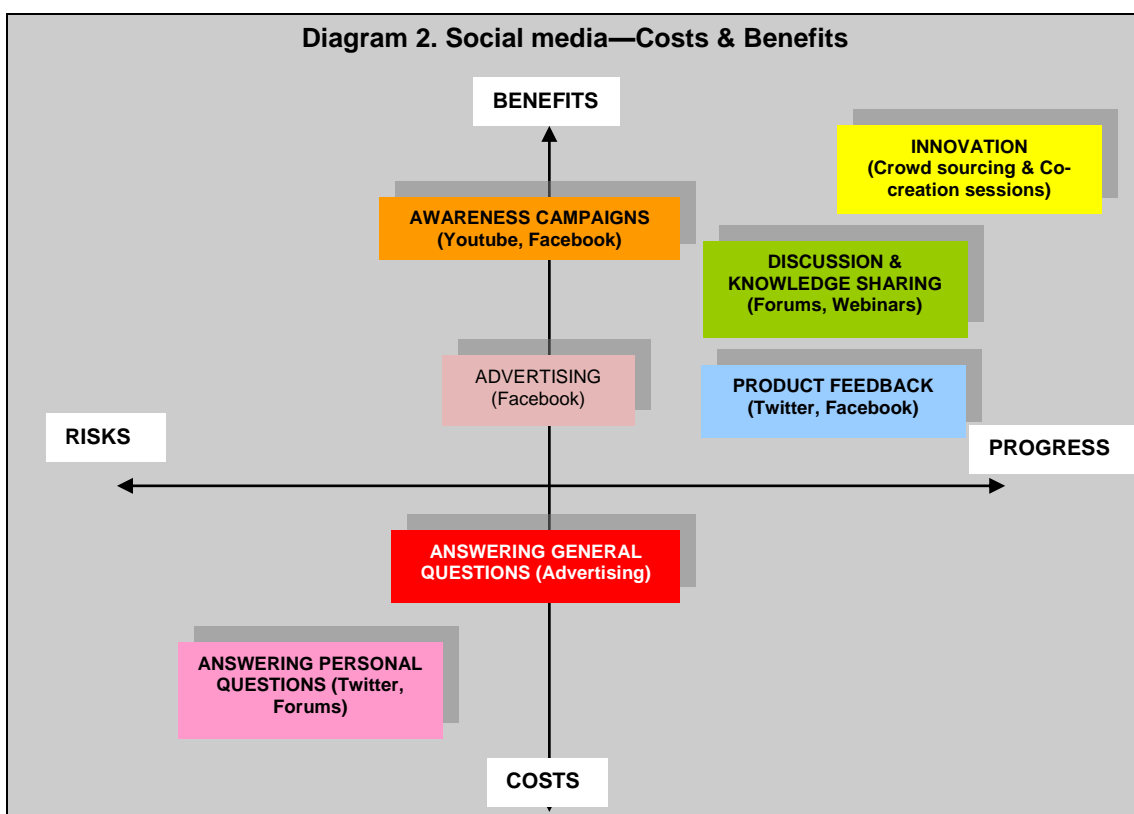 Diagram 2. Social media—Costs & Benefits
BENEFITS
INNOVATION
(Crowd sourcing & Co-
creation sessions)
AWARENESS CAMPAIGNS
(Youtube, Facebook)
DISCUSSION &
KNOWLEDGE SHARING
(Forums, Webinars)
ADVERTISING
(Facebook)
PRODUCT FEEDBACK
(Twitter, Facebook)
RISKS
PROGRESS
ANSWERING GENERAL
QUESTIONS (Advertising)
ANSWERING PERSONAL
QUESTIONS (Twitter,
Forums)
COSTS